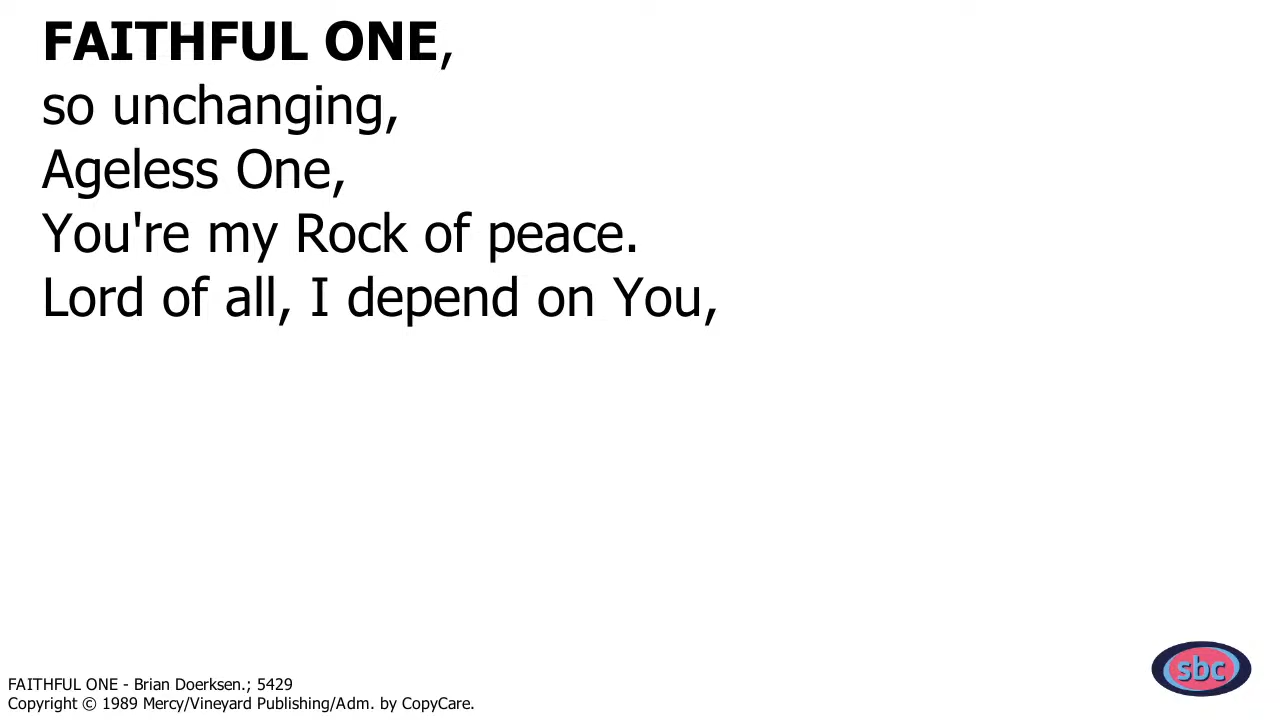 FAITHFUL ONE,
so unchanging,
Ageless One,
You're my Rock of peace.
Lord of all, I depend on You,
sbc
FAITHFUL ONE - Brian Doerksen.; 5429
Copyright © 1989 Mercy/Vineyard Publishing/Adm. by CopyCare.